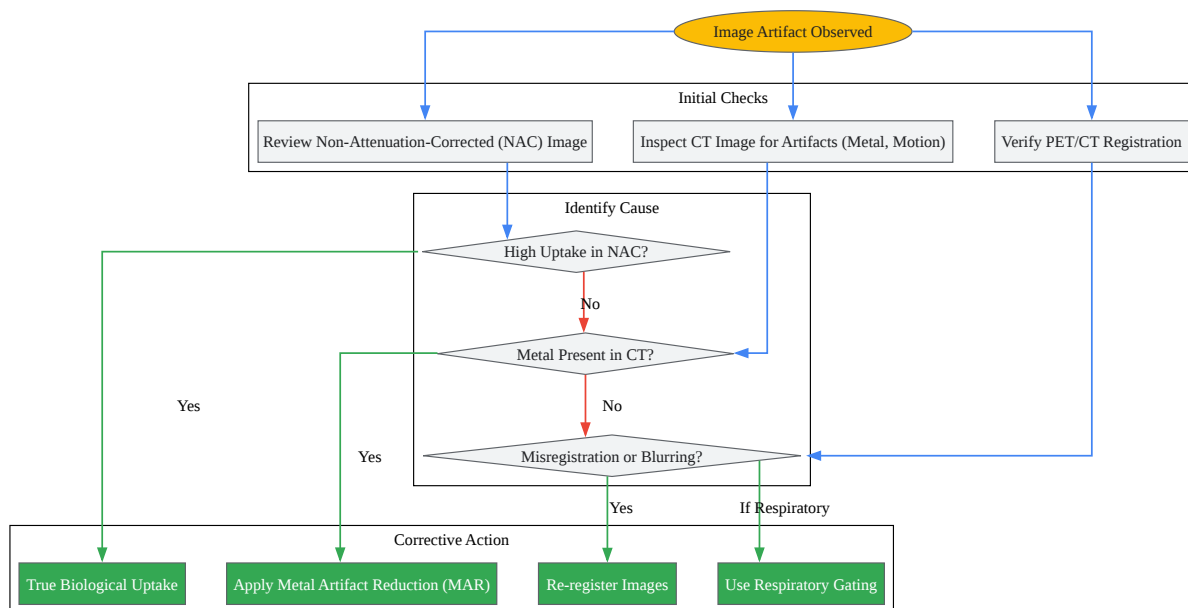 Image Artifact Observed
Initial Checks
Review Non-Attenuation-Corrected (NAC) Image
Inspect CT Image for Artifacts (Metal, Motion)
Verify PET/CT Registration
Identify Cause
High Uptake in NAC?
No
Metal Present in CT?
Yes
No
Yes
Misregistration or Blurring?
Yes
If Respiratory
Corrective Action
True Biological Uptake
Apply Metal Artifact Reduction (MAR)
Re-register Images
Use Respiratory Gating